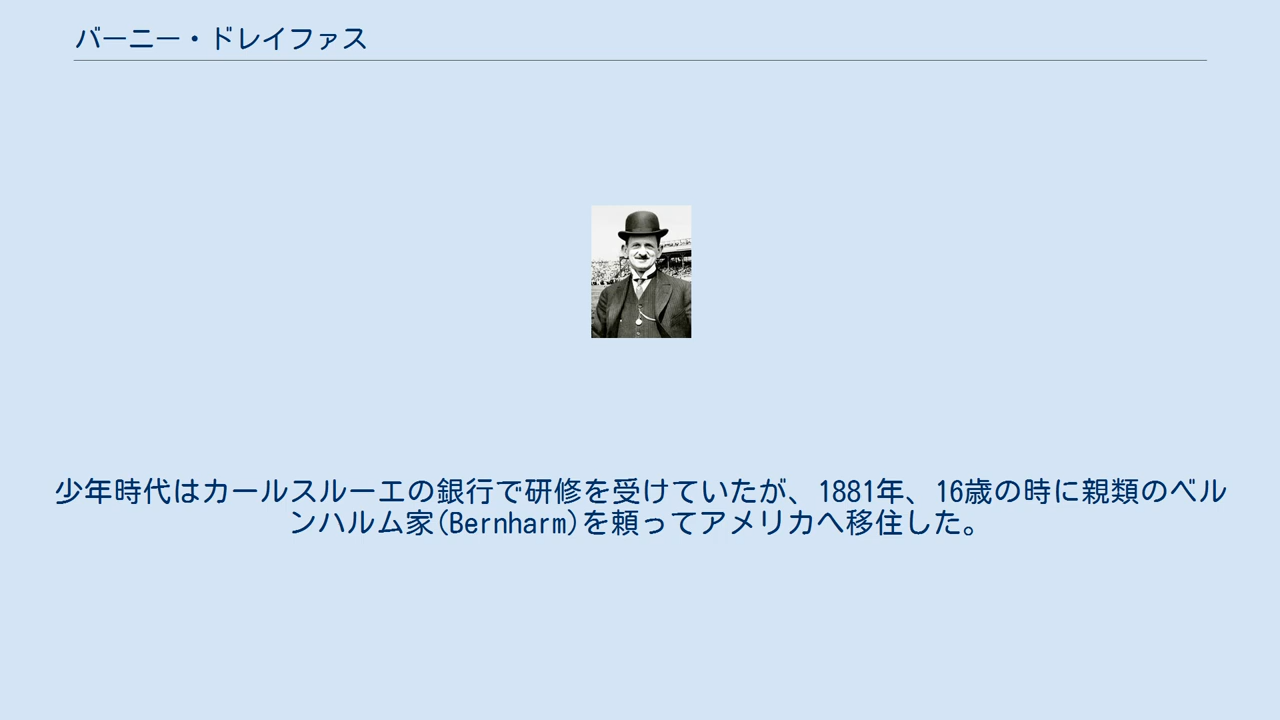 バーニー・ドレイファス
少年時代はカールスルーエの銀行で研修を受けていたが、1881年、16歳の時に親類のベル
ンハルム家(Bernharm)を頼ってアメリカへ移住した。